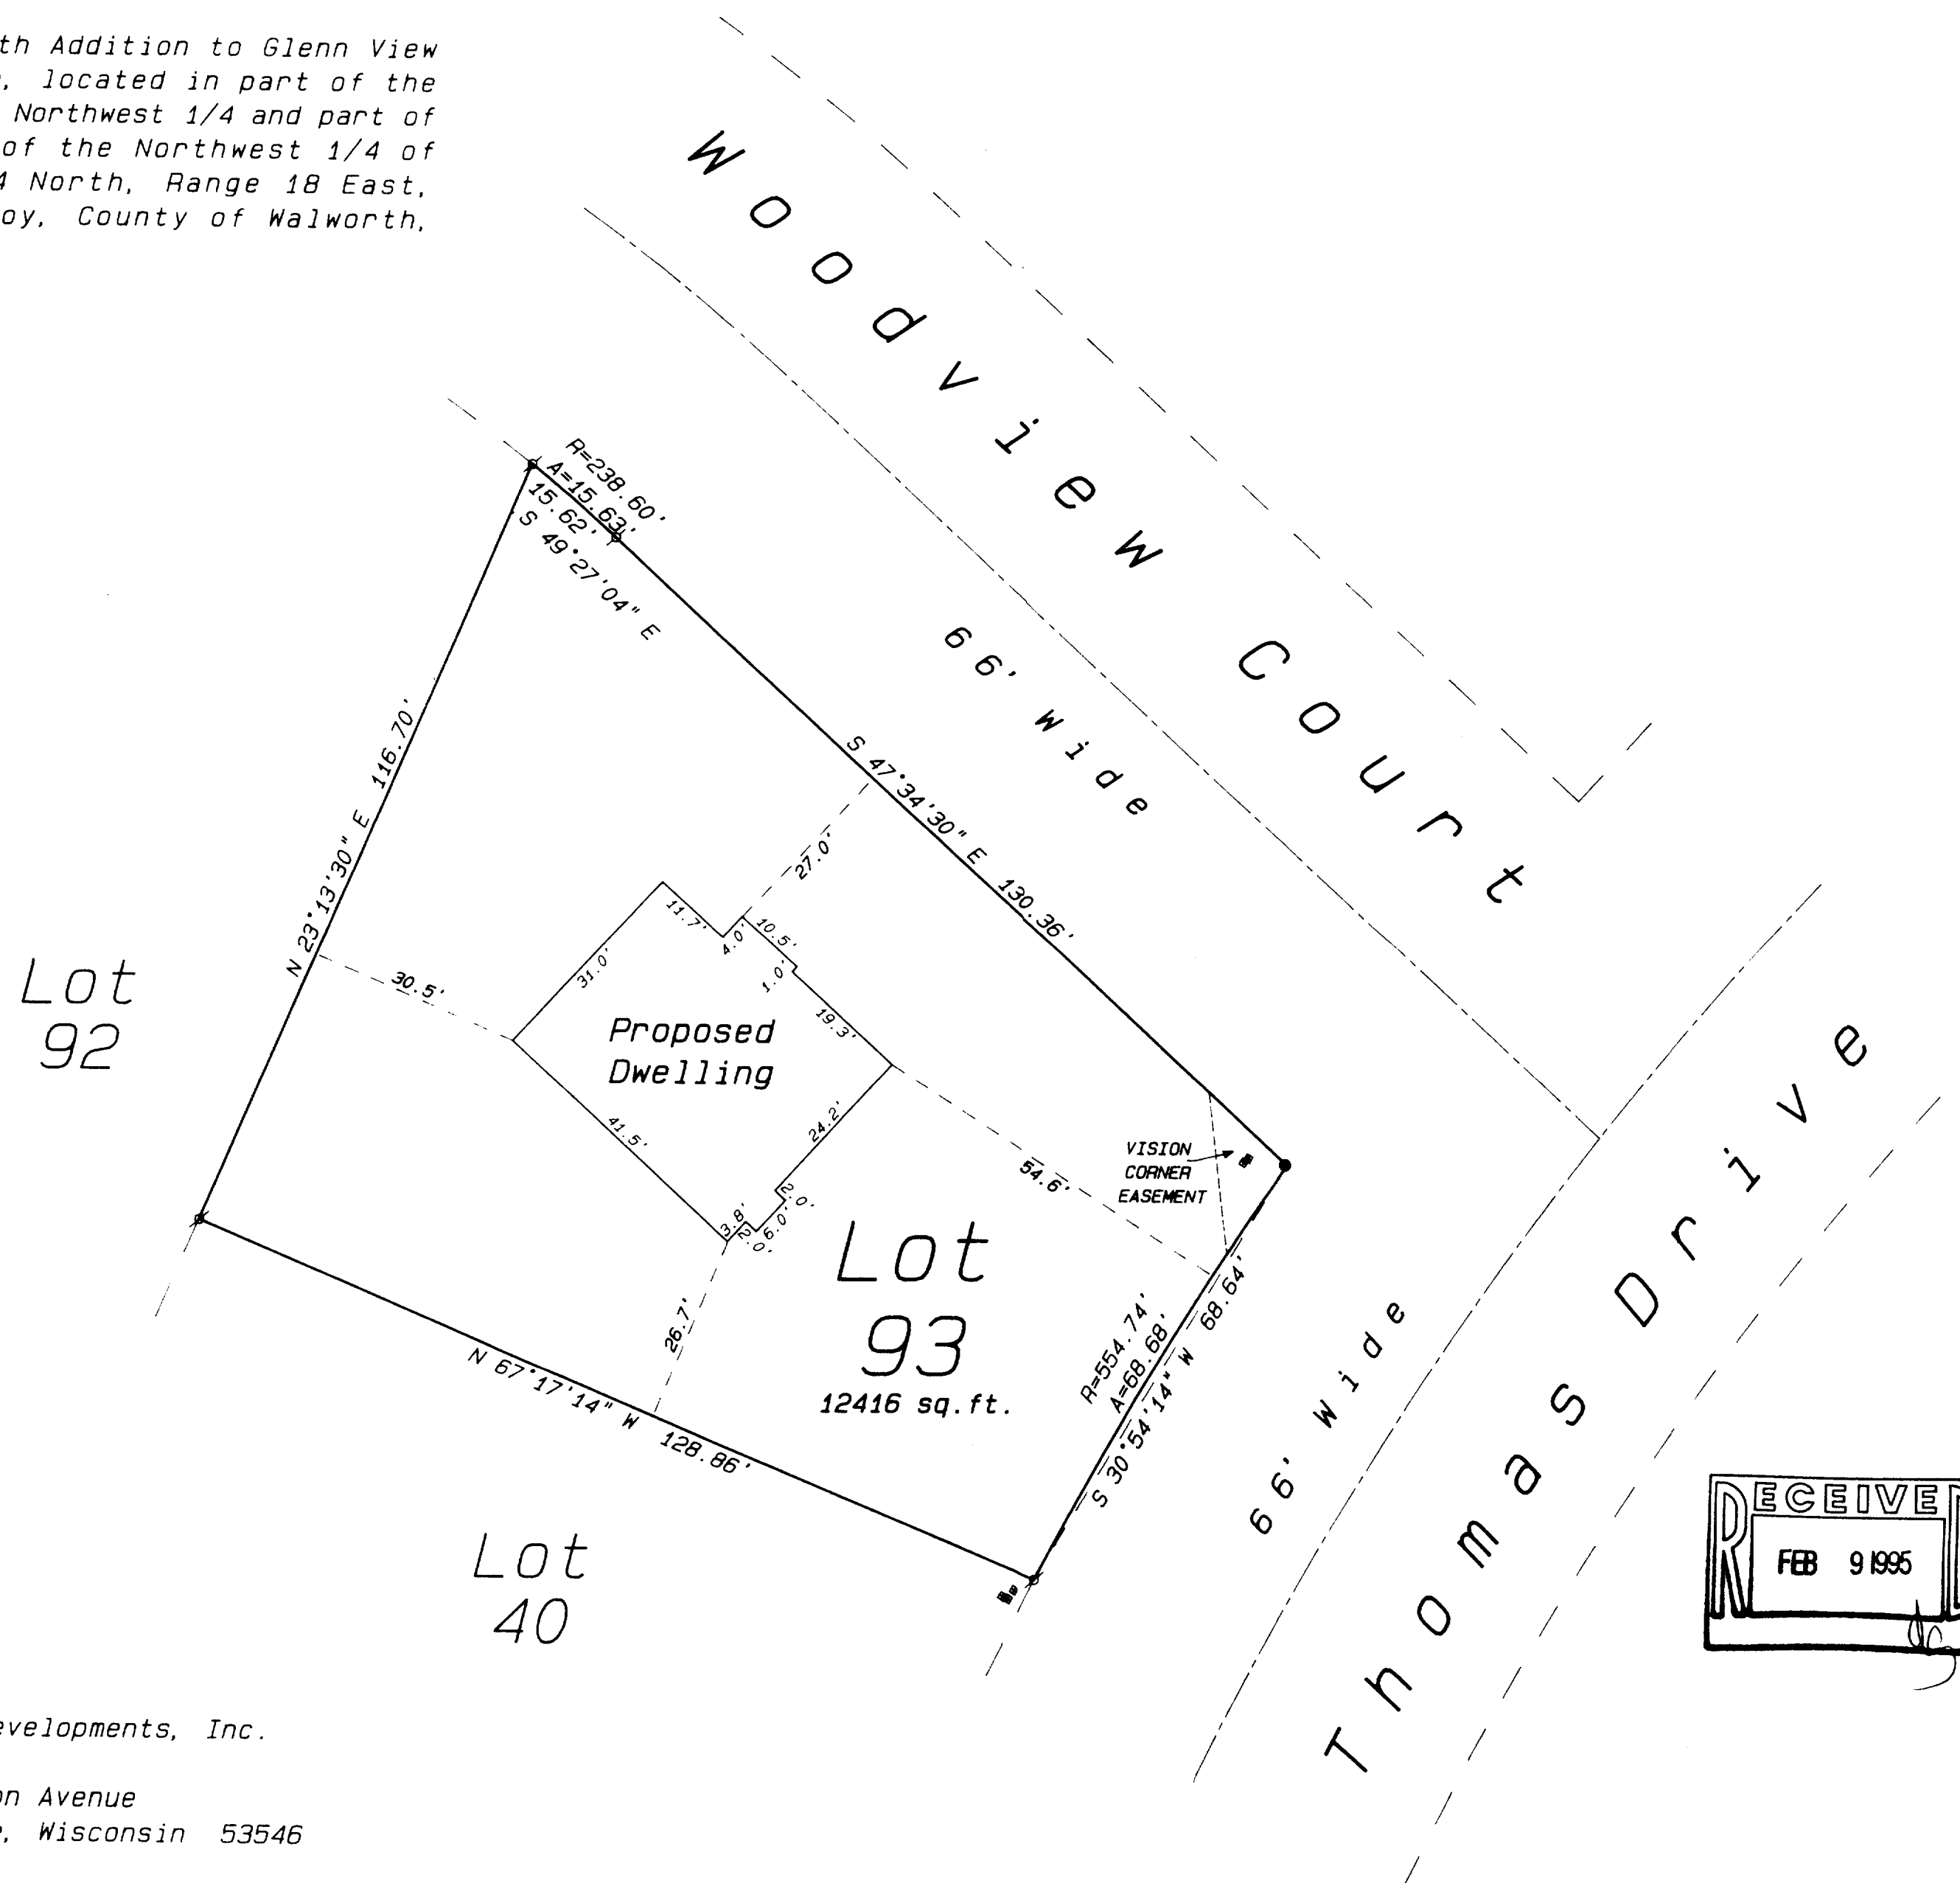 th Addition to Glenn View
, located in part of the
Northwest 1/4 and part of
of the Northwest 1/4 of
4 North, Range 18 East,
oy, County of Walworth,
Woodview Court
66' Wide
R=238.60'
A=15.63'
15.62'
S 49°27'04" E
N 23°13'30" E 116.70'
S 47°34'30" E 130.36'
27.0'
11.7'
4.0'
10.5'
1.0'
31.0'
19.3'
30.5'
Proposed
Dwelling
Lot
92
41.5'
24.2'
2.0'
6.0'
2.0'
3.8'
54.6'
VISION
CORNER
EASEMENT
26.7'
Lot
93
12416 sq.ft.
R=554.74'
A=68.68'
S 30°54'14" W 68.64'
N 67°17'14" W 128.86'
66' Wide
Thomas Drive
Lot
40
RECEIVED
FEB 9 1995
evelopments, Inc.
on Avenue
, Wisconsin 53546